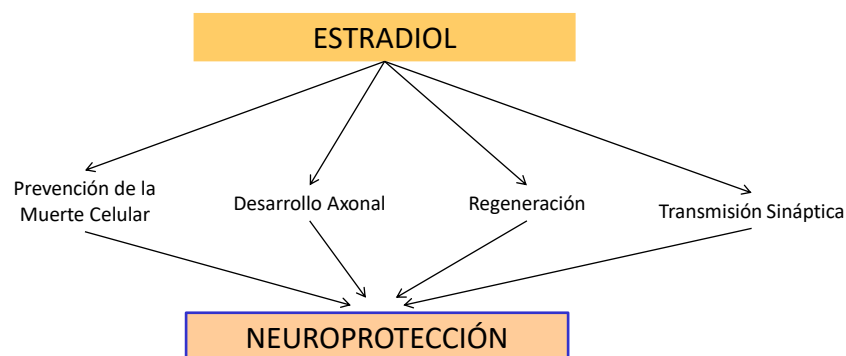 ESTRADIOL
Prevención de la
Muerte Celular
Desarrollo Axonal
Regeneración
Transmisión Sináptica
NEUROPROTECCIÓN